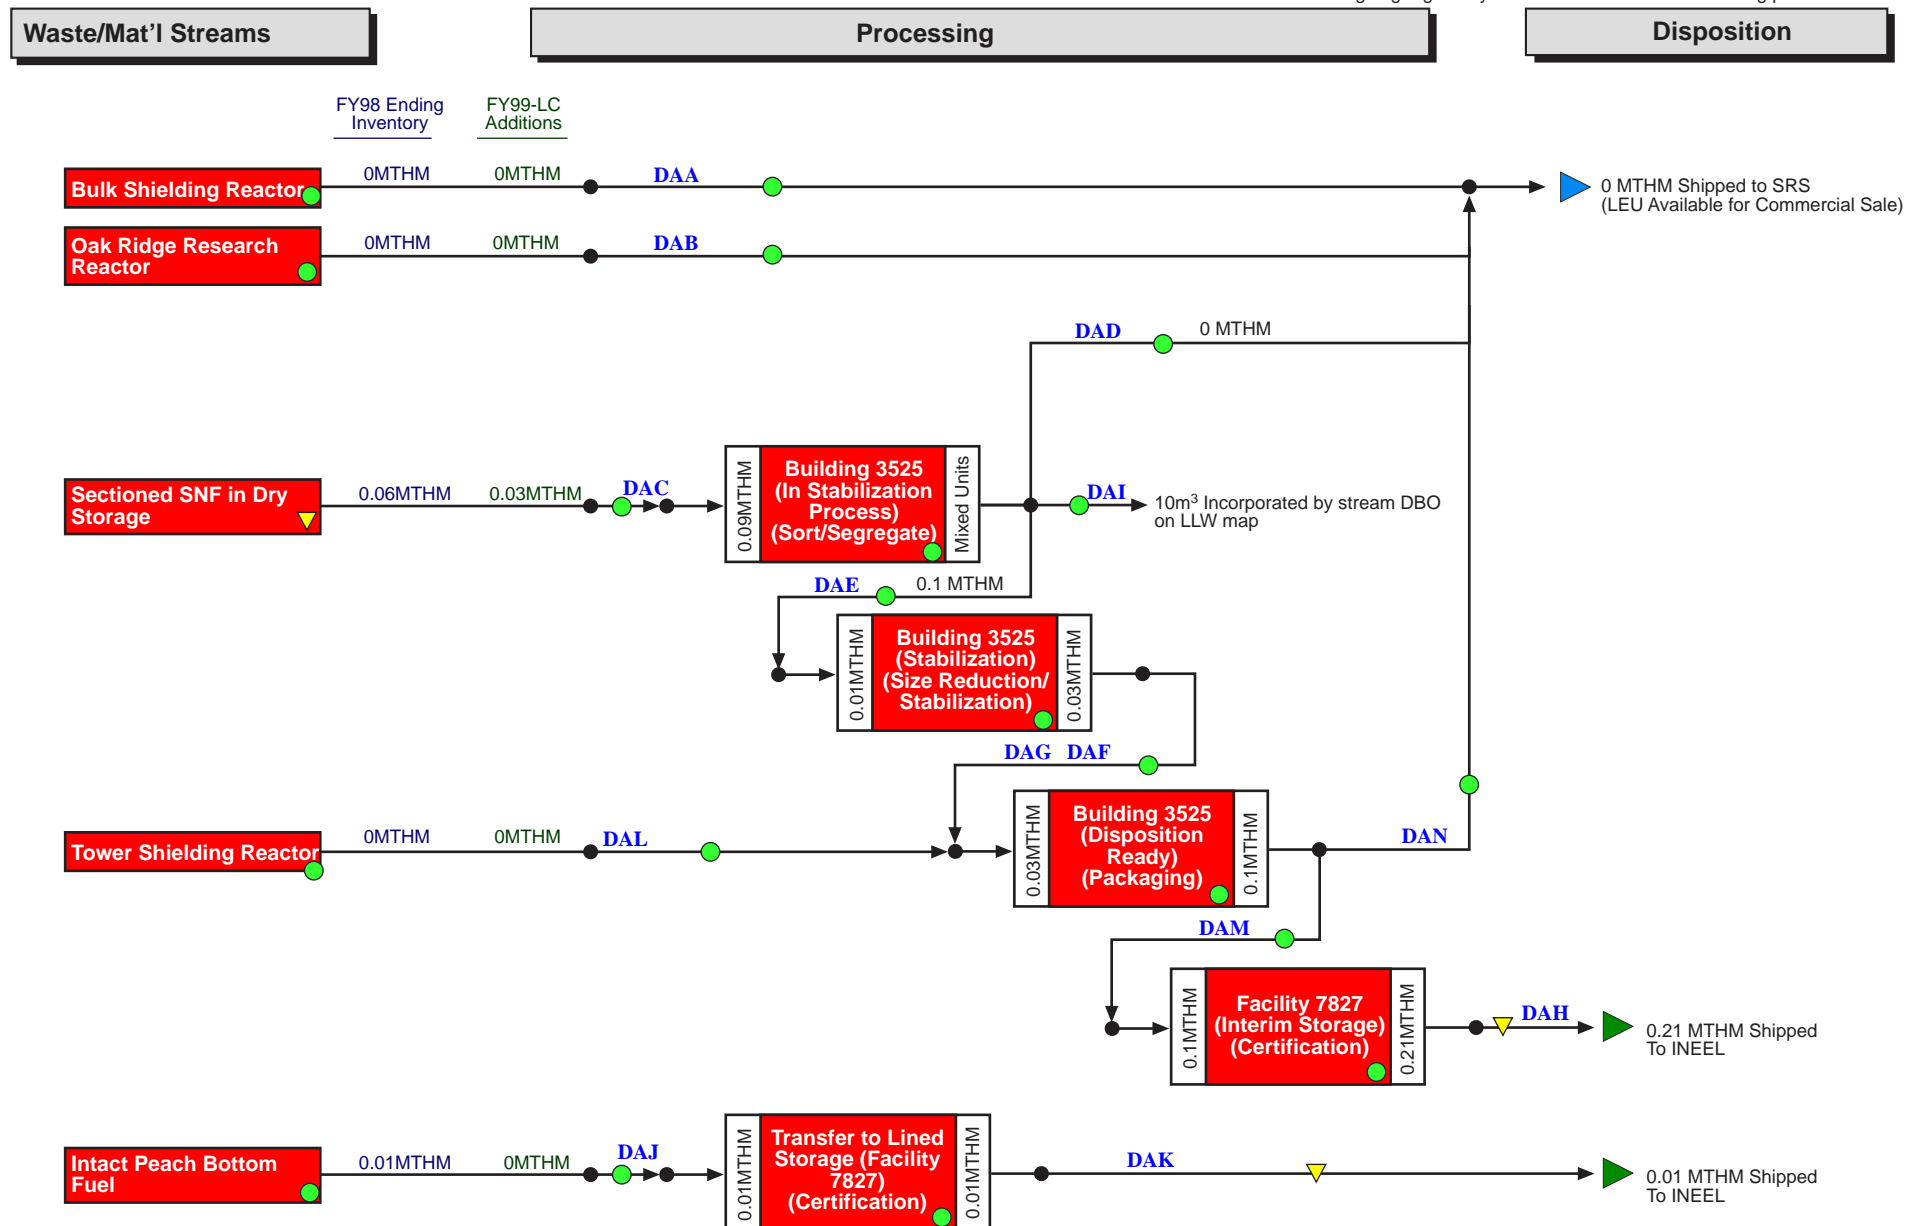 Waste/Mat'l Streams
Processing
Disposition
FY98 Ending
Inventory
FY99-LC
Additions
Bulk Shielding Reactor
0MTHM
0MTHM
DAA
0 MTHM Shipped to SRS
(LEU Available for Commercial Sale)
Oak Ridge Research
Reactor
0MTHM
0MTHM
DAB
DAD
0 MTHM
Sectioned SNF in Dry
Storage
0.06MTHM
0.03MTHM
DAC
0.09MTHM
Building 3525
(In Stabilization
Process)
(Sort/Segregate)
Mixed Units
DAI
10m³ Incorporated by stream DBO
on LLW map
DAE
0.1 MTHM
0.01MTHM
Building 3525
(Stabilization)
(Size Reduction/
Stabilization)
0.03MTHM
DAG DAF
Tower Shielding Reactor
0MTHM
0MTHM
DAL
0.03MTHM
Building 3525
(Disposition
Ready)
(Packaging)
0.1MTHM
DAN
DAM
0.1MTHM
Facility 7827
(Interim Storage)
(Certification)
0.21MTHM
DAH
0.21 MTHM Shipped
To INEEL
Intact Peach Bottom
Fuel
0.01MTHM
0MTHM
DAJ
0.01MTHM
Transfer to Lined
Storage (Facility
7827)
(Certification)
0.01MTHM
DAK
0.01 MTHM Shipped
To INEEL